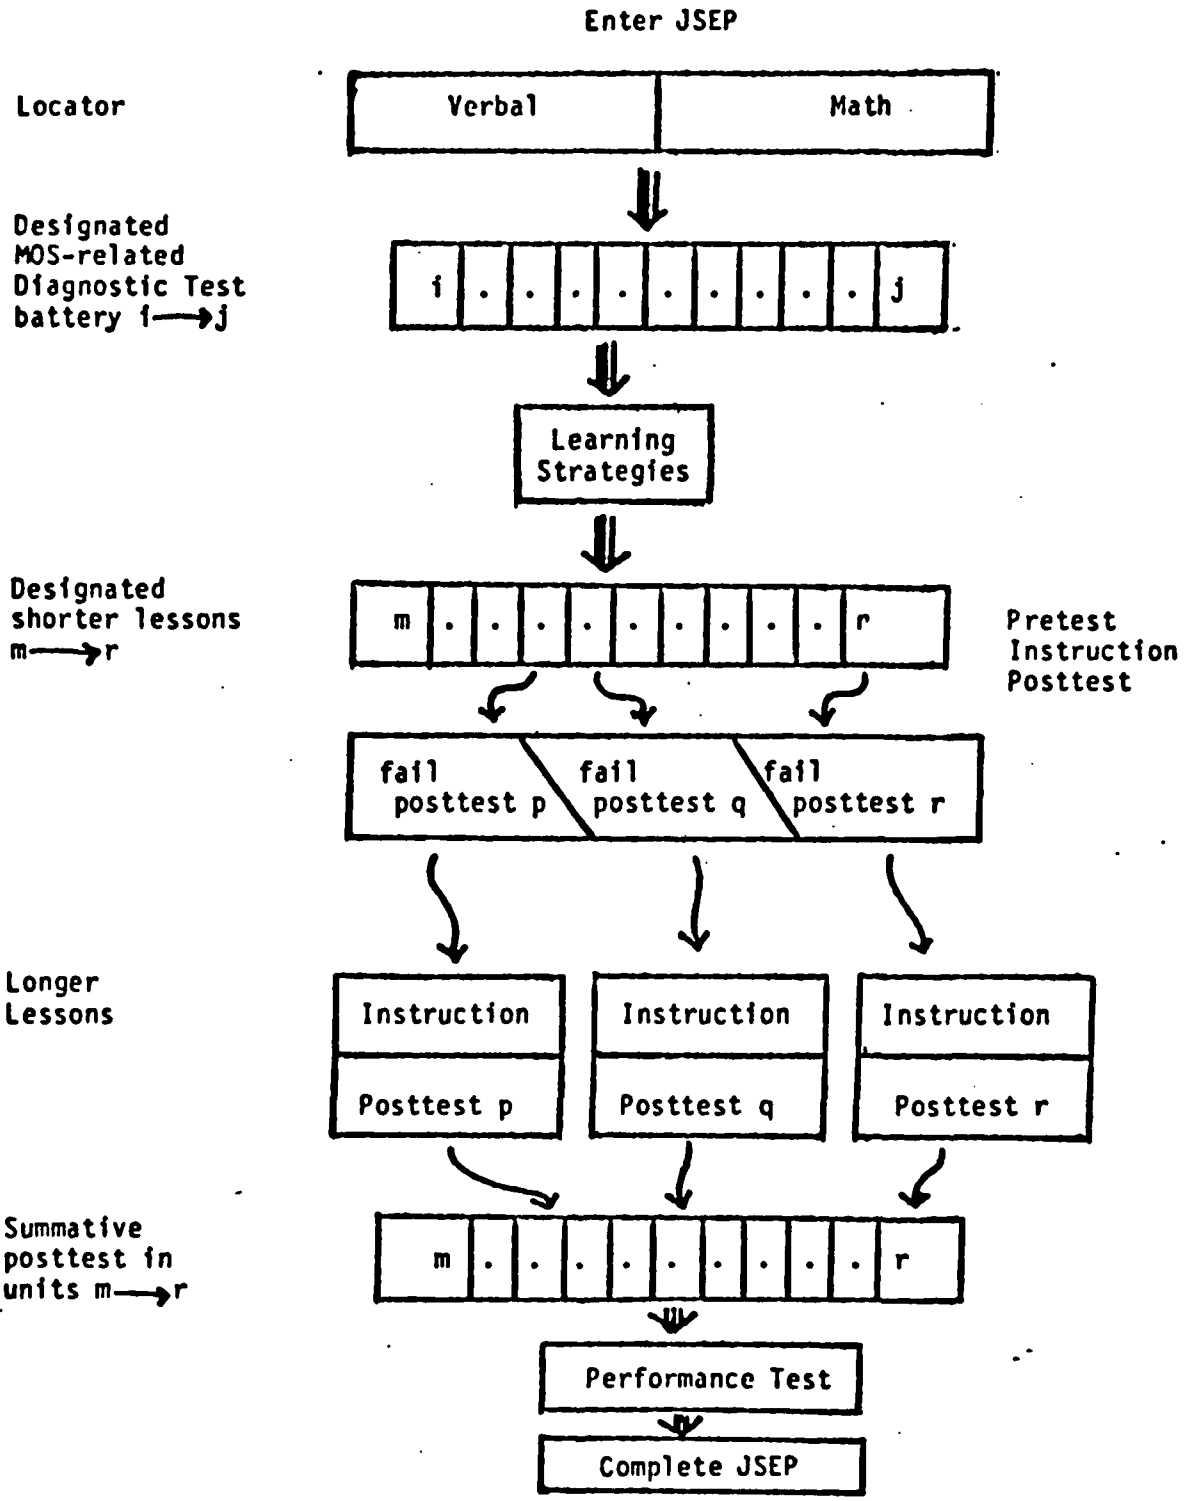 Enter JSEP
Locator
Verbal
Math
Designated
MOS-related
Diagnostic Test
battery i⟶j
i . . . . . . . . . j
Learning
Strategies
Designated
shorter lessons
m⟶r
m . . . . . . . . . r
Pretest
Instruction
Posttest
fail
posttest p
fail
posttest q
fail
posttest r
Longer
Lessons
Instruction
Posttest p
Instruction
Posttest q
Instruction
Posttest r
Summative
posttest in
units m⟶r
m . . . . . . . . . r
Performance Test
Complete JSEP